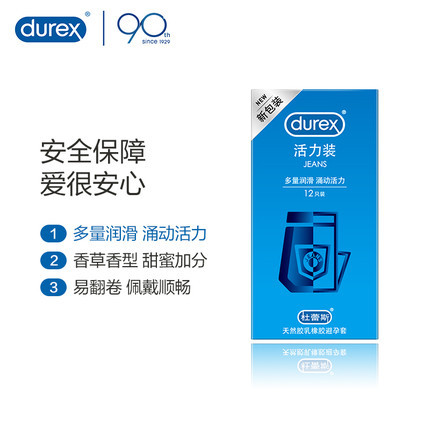 durex®
90th
since 1929
安全保障
爱很安心
1 多量润滑 涌动活力
2 香草香型 甜蜜加分
3 易翻卷 佩戴顺畅
NEW
新包装
durex®
活力装
JEANS
多量润滑 涌动活力
12只装
杜蕾斯
天然胶乳橡胶避孕套